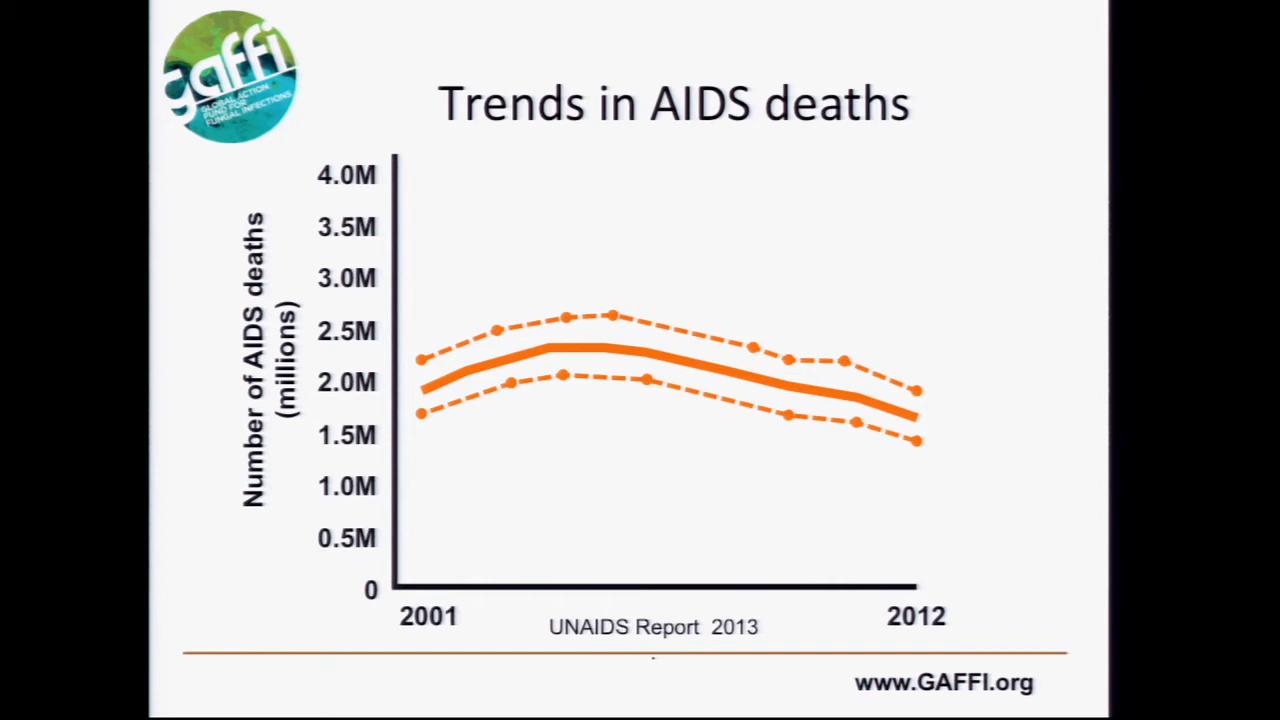 gaffi
GLOBAL ACTION
FUND FOR
FUNGAL INFECTIONS
Trends in AIDS deaths
Number of AIDS deaths
(millions)
4.0M
3.5M
3.0M
2.5M
2.0M
1.5M
1.0M
0.5M
0
2001
2012
UNAIDS Report 2013
www.GAFFI.org